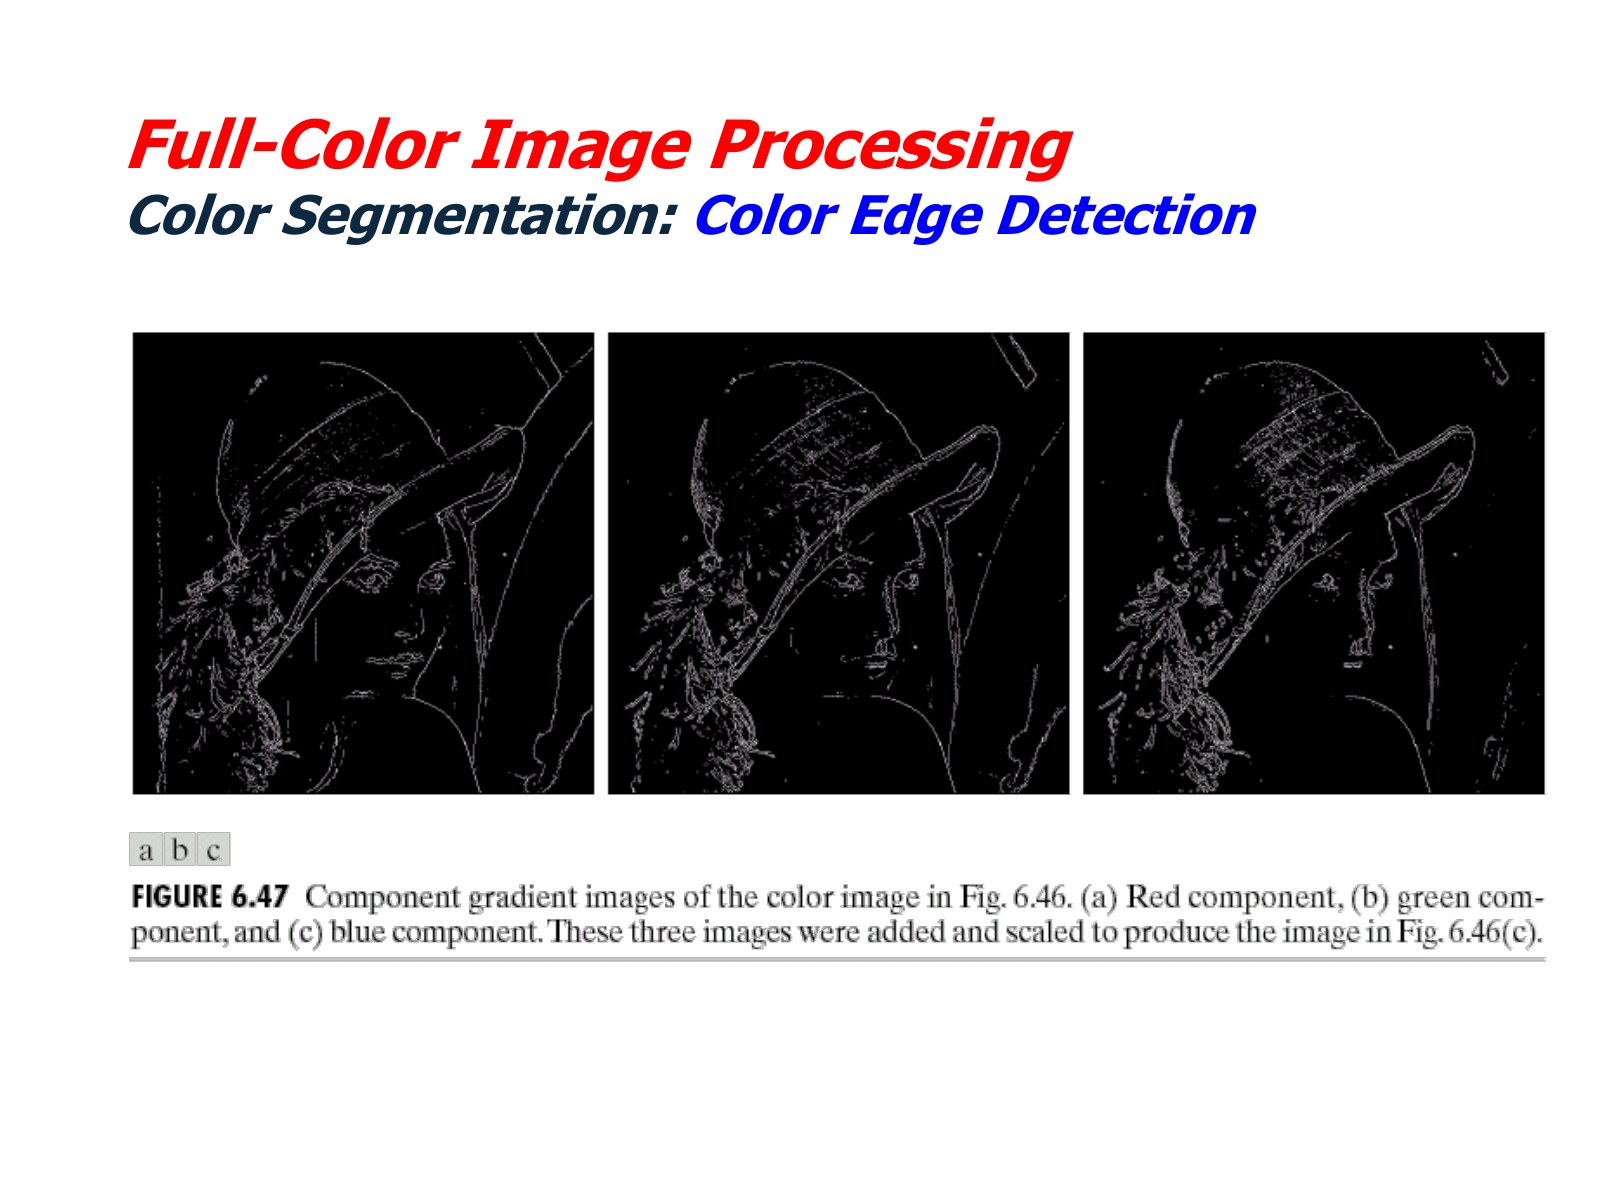 Full-Color Image Processing
Color Segmentation: Color Edge Detection
a b c
FIGURE 6.47 Component gradient images of the color image in Fig. 6.46. (a) Red component, (b) green com-
ponent, and (c) blue component. These three images were added and scaled to produce the image in Fig. 6.46(c).